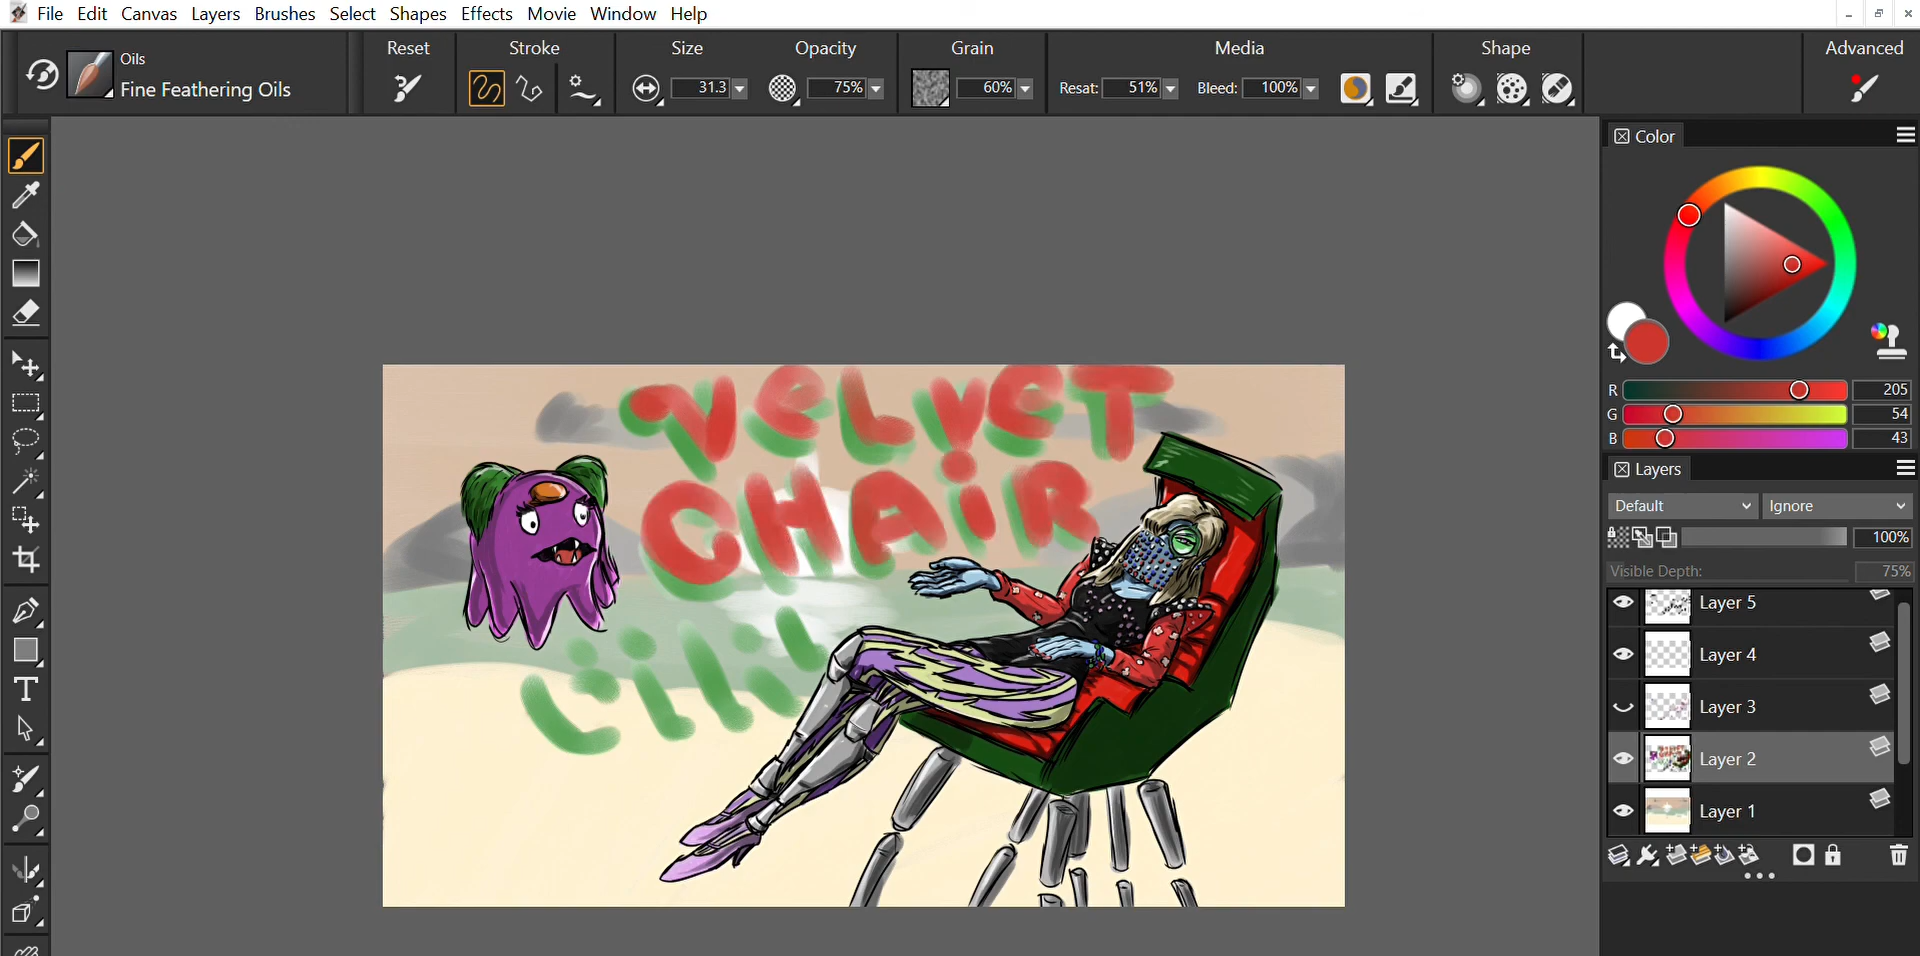 File Edit Canvas Layers Brushes Select Shapes Effects Movie Window Help
Oils
Fine Feathering Oils
Reset
Stroke
Size
31.3
Opacity
75%
Grain
60%
Media
Resat: 51% Bleed: 100%
Shape
Advanced
Color
R 205
G 54
B 43
Layers
Default Ignore
100%
Visible Depth: 75%
Layer 5
Layer 4
Layer 3
Layer 2
Layer 1
VeLveT
CHAiR
T